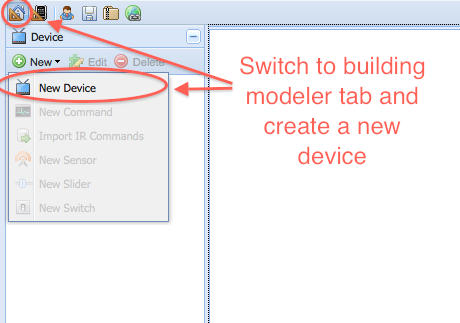 Device
New Edit Delete
New Device
New Command
Import IR Commands
New Sensor
New Slider
New Switch
Switch to building
modeler tab and
create a new
device